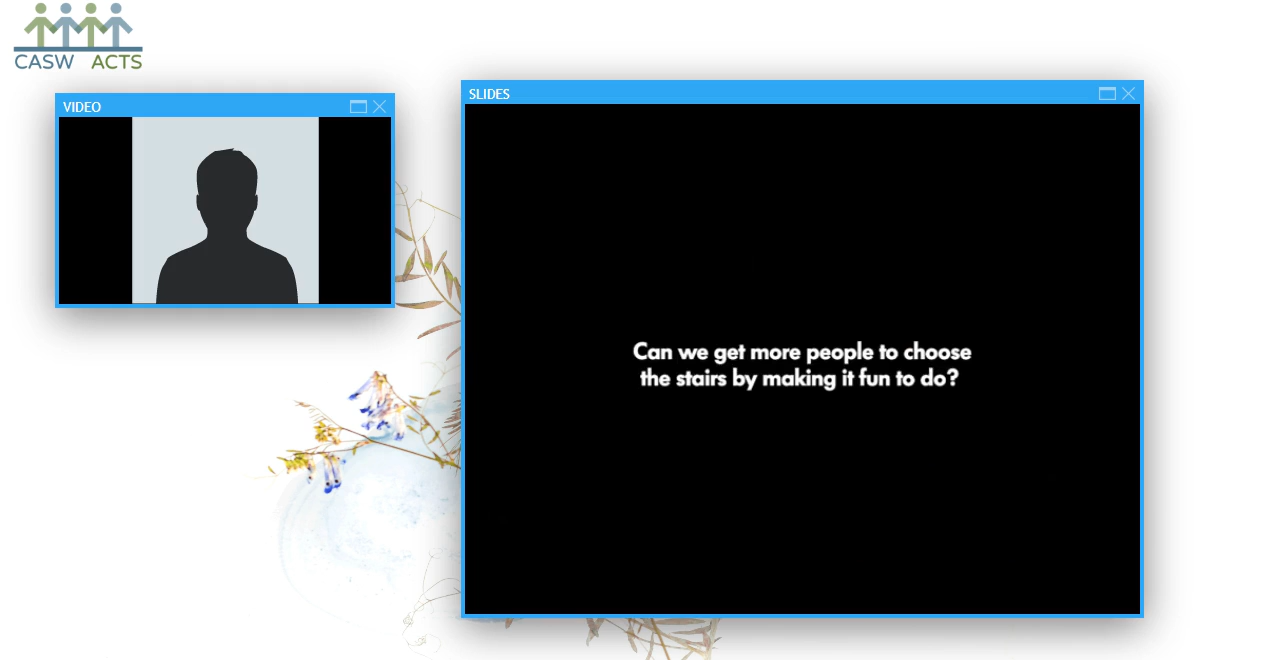 CASW ACTS
VIDEO
SLIDES
Can we get more people to choose
the stairs by making it fun to do?